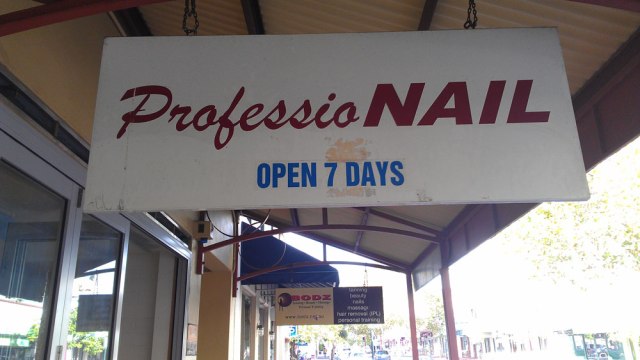 ProfessioNAIL
OPEN 7 DAYS
BODZ
tanning
beauty
nails
massage
hair removal (IPL)
personal training